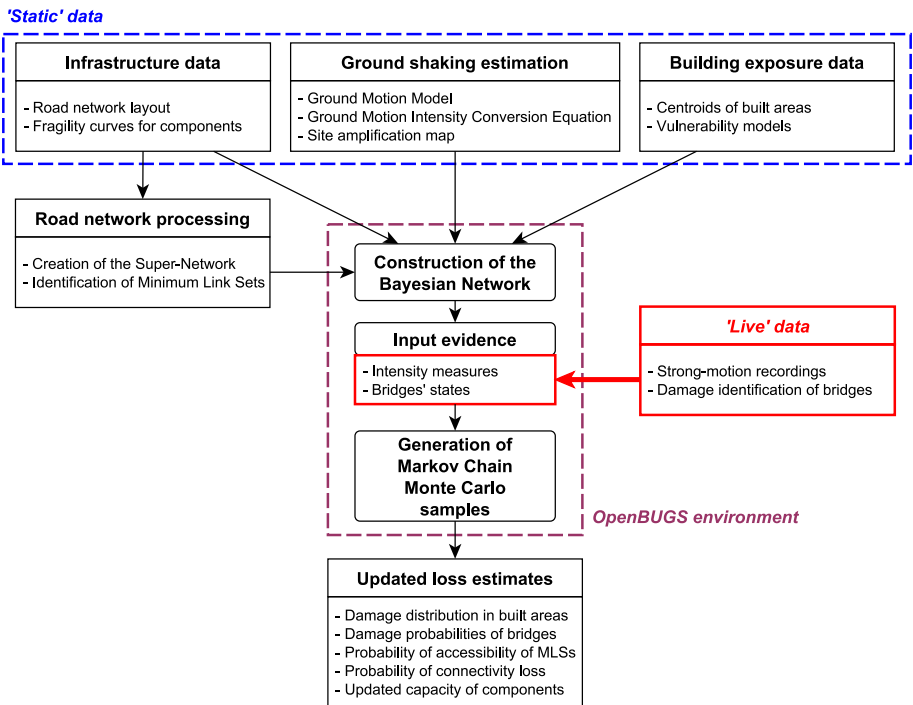 'Static' data
Infrastructure data
- Road network layout
- Fragility curves for components
Ground shaking estimation
- Ground Motion Model
- Ground Motion Intensity Conversion Equation
- Site amplification map
Building exposure data
- Centroids of built areas
- Vulnerability models
Road network processing
- Creation of the Super-Network
- Identification of Minimum Link Sets
Construction of the
Bayesian Network
Input evidence
- Intensity measures
- Bridges' states
'Live' data
- Strong-motion recordings
- Damage identification of bridges
Generation of
Markov Chain
Monte Carlo
samples
OpenBUGS environment
Updated loss estimates
- Damage distribution in built areas
- Damage probabilities of bridges
- Probability of accessibility of MLSs
- Probability of connectivity loss
- Updated capacity of components